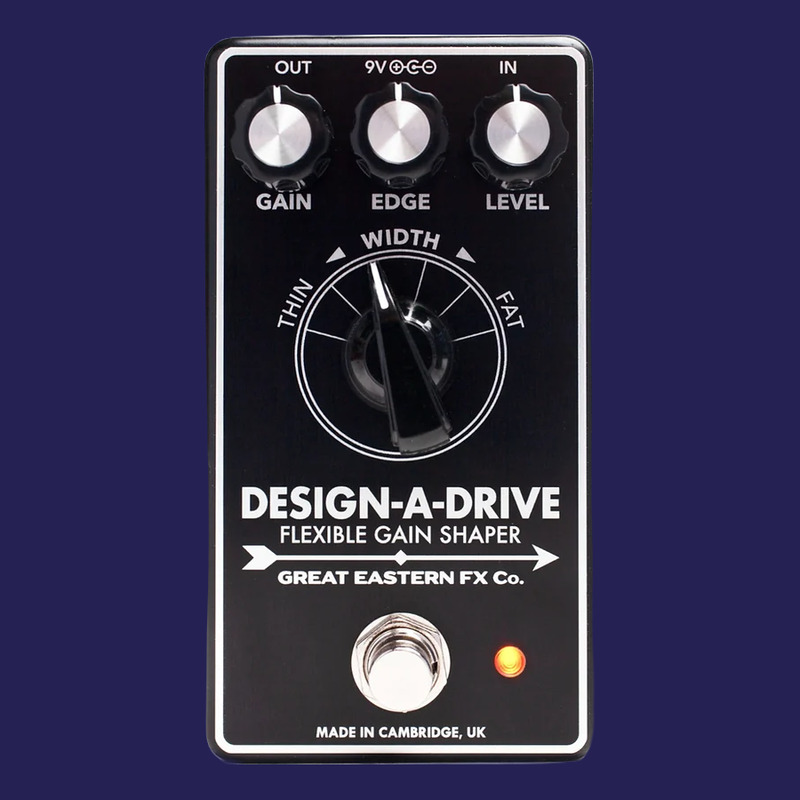 OUT 9V IN
GAIN EDGE LEVEL
WIDTH
THIN FAT
DESIGN-A-DRIVE
FLEXIBLE GAIN SHAPER
GREAT EASTERN FX Co.
MADE IN CAMBRIDGE, UK